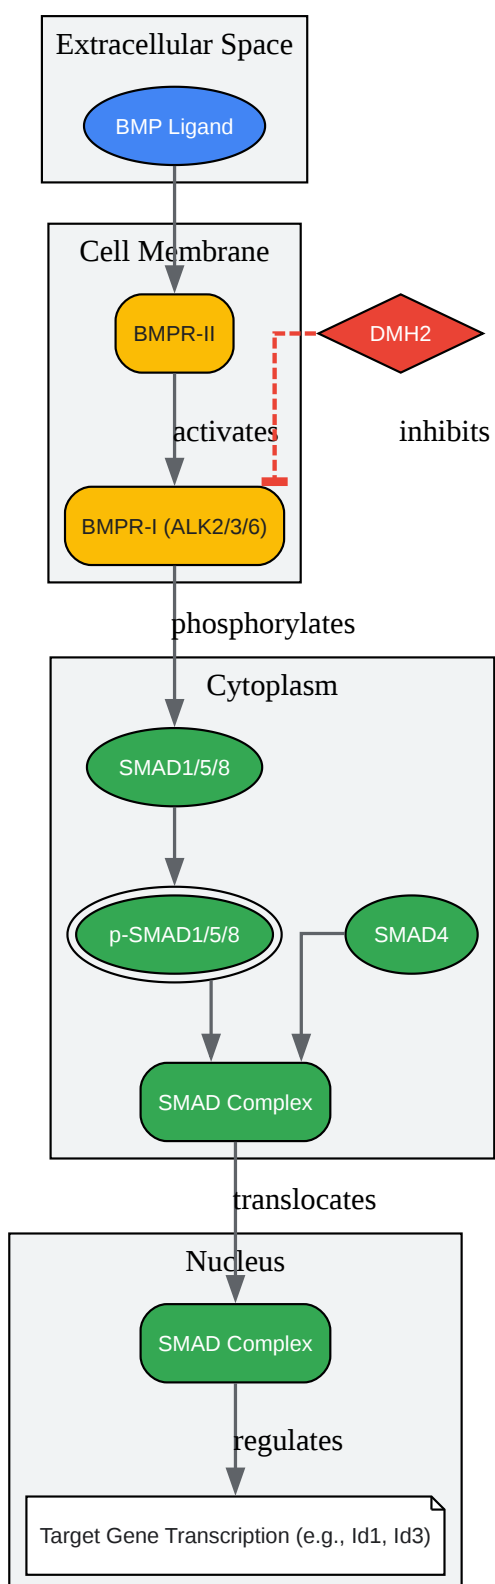 Extracellular Space
BMP Ligand
Cell Membrane
BMPR-II
DMH2
activates
inhibits
BMPR-I (ALK2/3/6)
phosphorylates
Cytoplasm
SMAD1/5/8
p-SMAD1/5/8
SMAD4
SMAD Complex
translocates
Nucleus
SMAD Complex
regulates
Target Gene Transcription (e.g., Id1, Id3)